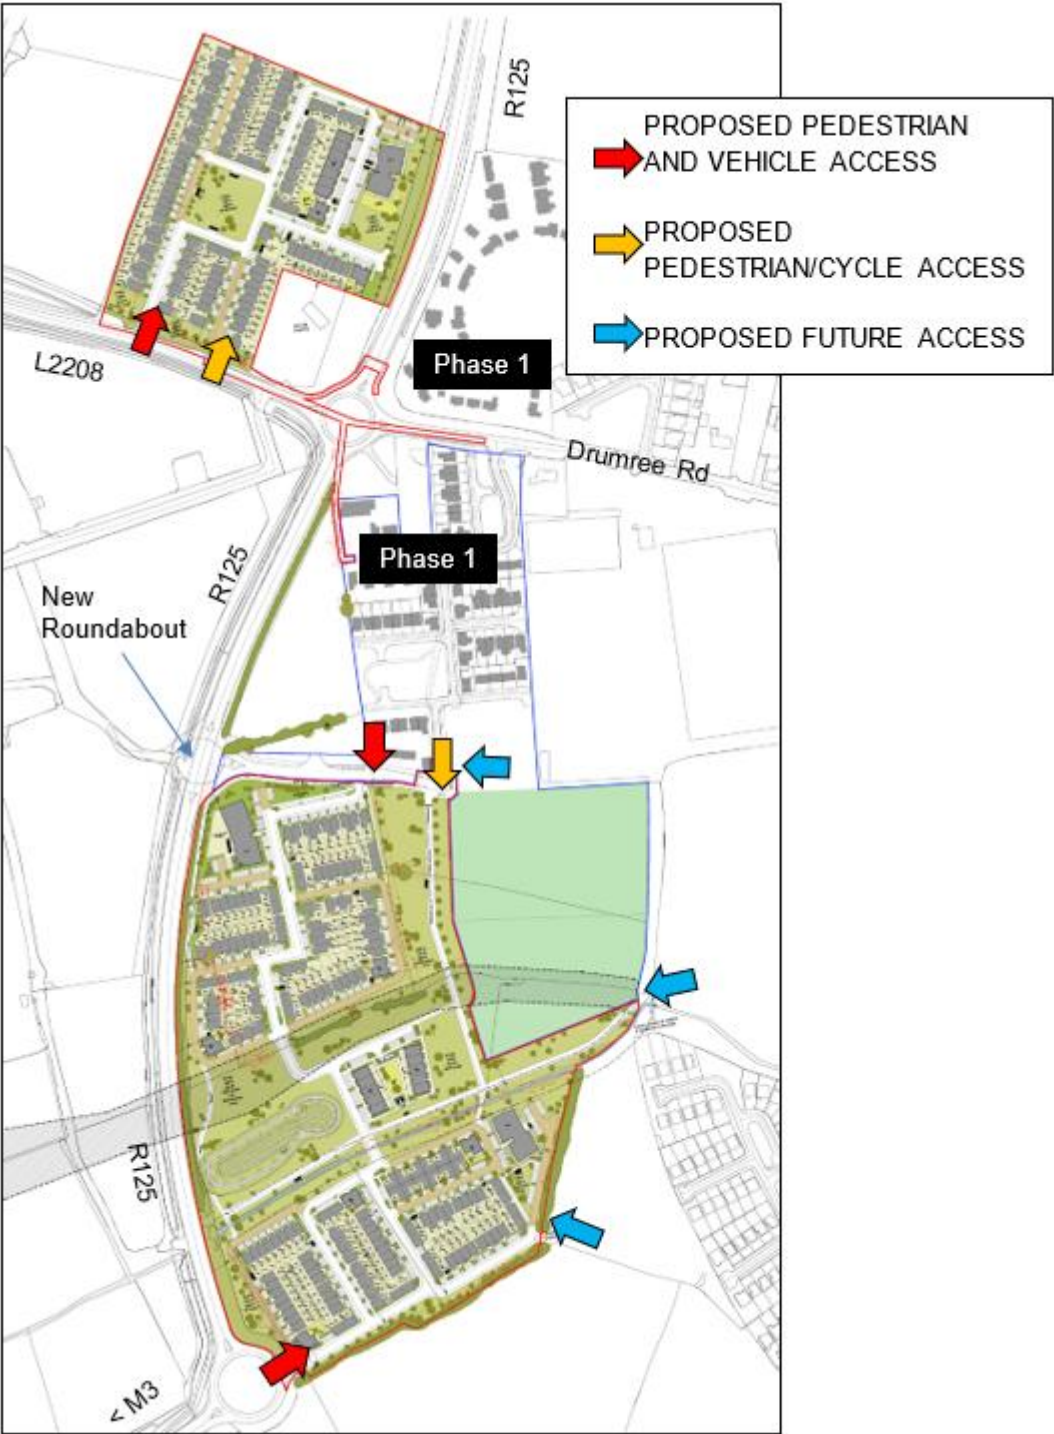 R125
PROPOSED PEDESTRIAN
AND VEHICLE ACCESS
PROPOSED
PEDESTRIAN/CYCLE ACCESS
PROPOSED FUTURE ACCESS
L2208
Phase 1
Drumree Rd
Phase 1
R125
New
Roundabout
R125
< M3